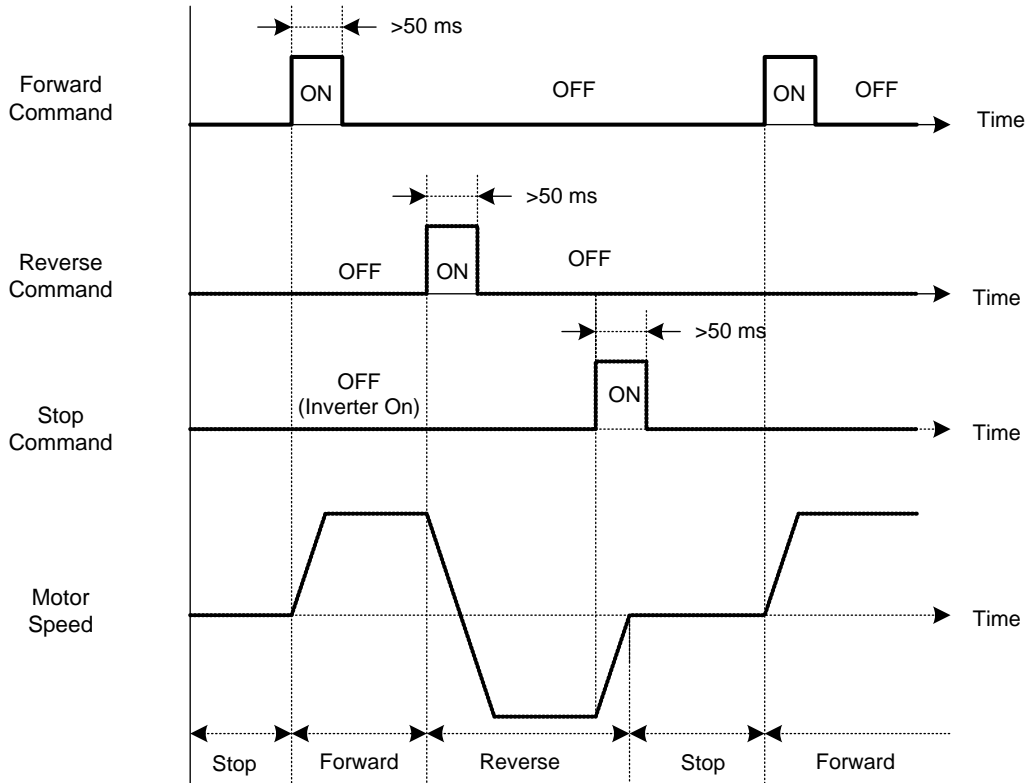 >50 ms
Forward
Command
ON
OFF
ON
OFF
Time
>50 ms
Reverse
Command
OFF
ON
OFF
Time
>50 ms
Stop
Command
OFF
(Inverter On)
ON
Time
Motor
Speed
Time
Stop
Forward
Reverse
Stop
Forward